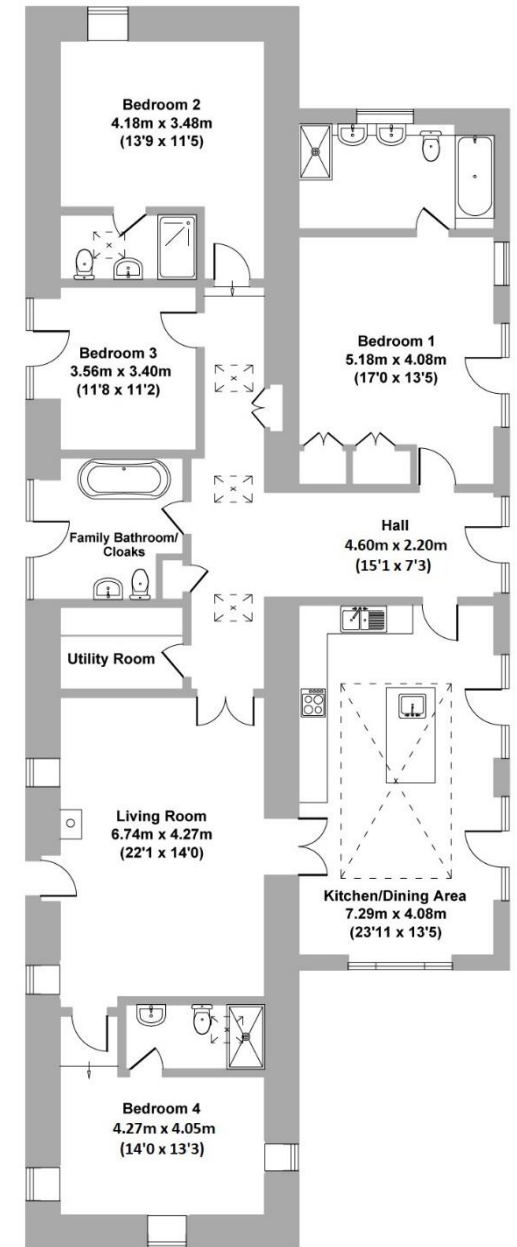 Bedroom 2
4.18m x 3.48m
(13'9 x 11'5)
Bedroom 1
5.18m x 4.08m
(17'0 x 13'5)
Bedroom 3
3.56m x 3.40m
(11'8 x 11'2)
Hall
4.60m x 2.20m
(15'1 x 7'3)
Family Bathroom/
Cloaks
Utility Room
Living Room
6.74m x 4.27m
(22'1 x 14'0)
Kitchen/Dining Area
7.29m x 4.08m
(23'11 x 13'5)
Bedroom 4
4.27m x 4.05m
(14'0 x 13'3)